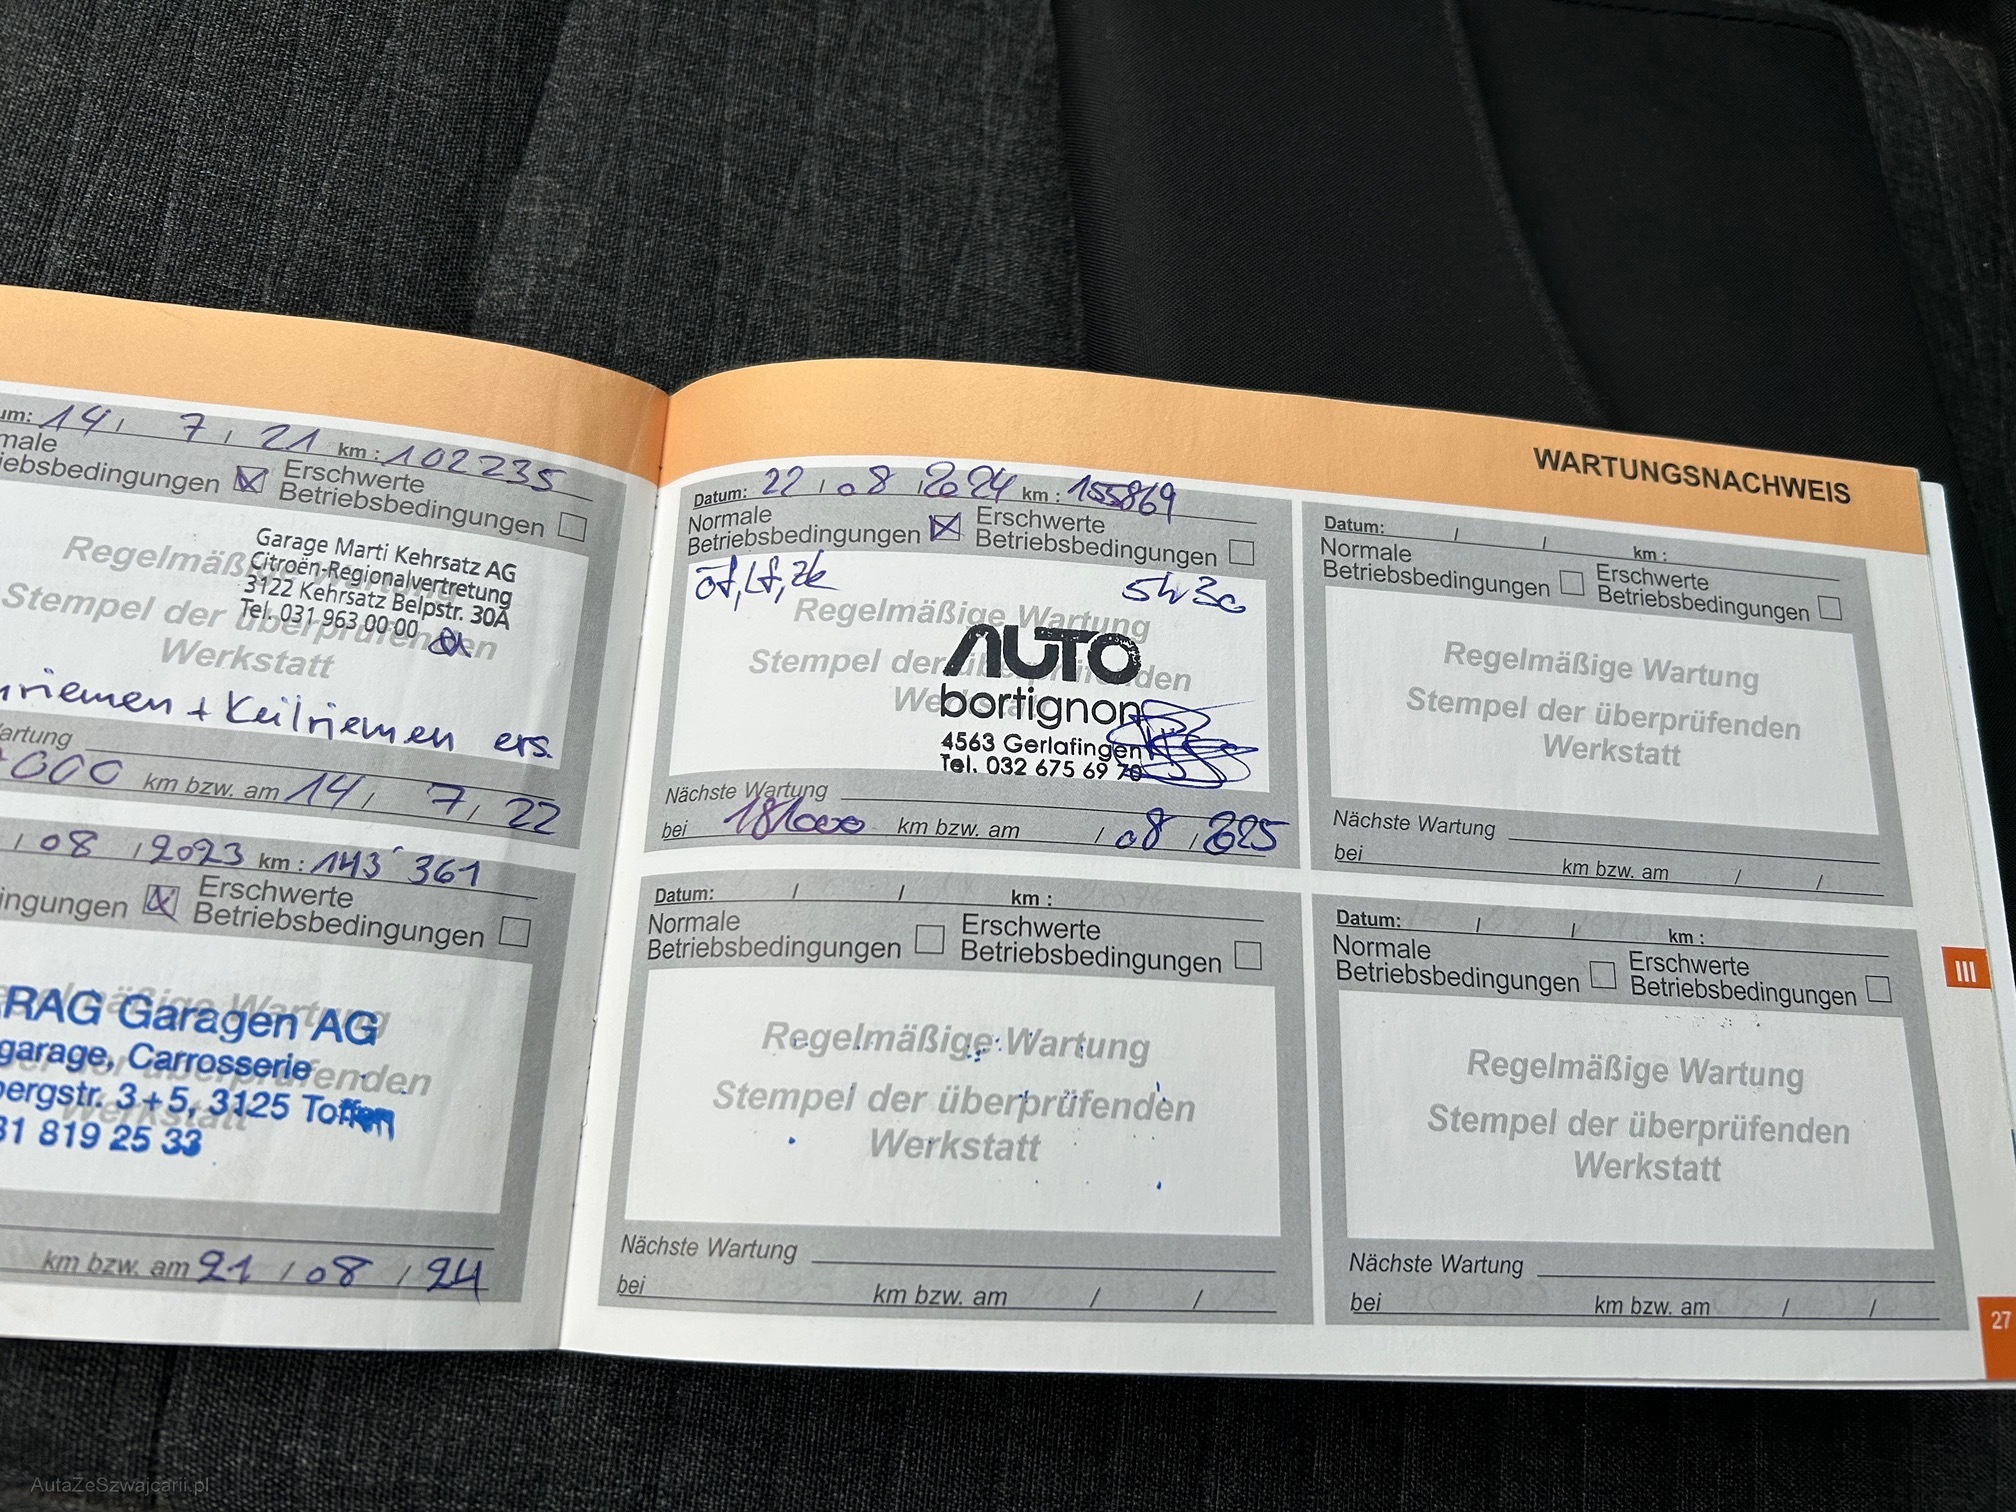 um: 14 / 7 / 21 km : 102235
male
iebsbedingungen Erschwerte
Betriebsbedingungen
Garage Marti Kehrsatz AG
Citroën-Regionalvertretung
3122 Kehrsatz Belpstr. 30A
Tel. 031 963 00 00
Regelmäßige Wartung
Stempel der überprüfenden
Werkstatt
riemen + Keilriemen ers.
artung
000 km bzw. am 14 / 7 / 22
/ 08 / 2023 km : 143'361
ingungen Erschwerte
Betriebsbedingungen
RAG Garagen AG
garage, Carrosserie
bergstr. 3+5, 3125 Toffen
31 819 25 33
km bzw. am 21 / 08 / 24
WARTUNGSNACHWEIS
Datum: 22 / 08 / 2024 km : 155869
Normale
Betriebsbedingungen Erschwerte
Betriebsbedingungen
5w30
Regelmäßige Wartung
Stempel der überprüfenden
Werkstatt
AUTO
bortignon
4563 Gerlafingen
Tel. 032 675 69 70
Nächste Wartung
bei 181000 km bzw. am / 08 / 2025
Datum: / / km :
Normale
Betriebsbedingungen Erschwerte
Betriebsbedingungen
Regelmäßige Wartung
Stempel der überprüfenden
Werkstatt
Nächste Wartung
bei km bzw. am / /
Datum: / / km :
Normale
Betriebsbedingungen Erschwerte
Betriebsbedingungen
Regelmäßige Wartung
Stempel der überprüfenden
Werkstatt
Nächste Wartung
bei km bzw. am / /
Datum: / / km :
Normale
Betriebsbedingungen Erschwerte
Betriebsbedingungen
Regelmäßige Wartung
Stempel der überprüfenden
Werkstatt
Nächste Wartung
bei km bzw. am / /
III
27
AutaZeSzwajcarii.pl